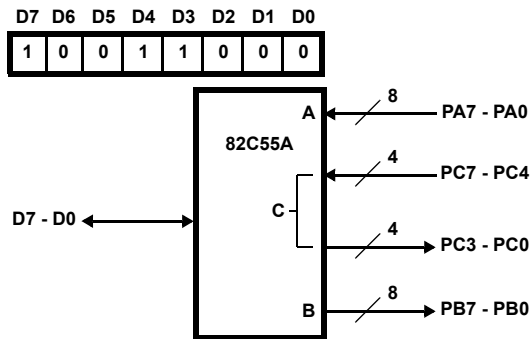 D7 D6 D5 D4 D3 D2 D1 D0
1 0 0 1 1 0 0 0
8
A PA7 - PA0
82C55A
4
PC7 - PC4
C
D7 - D0
4
PC3 - PC0
8
B PB7 - PB0